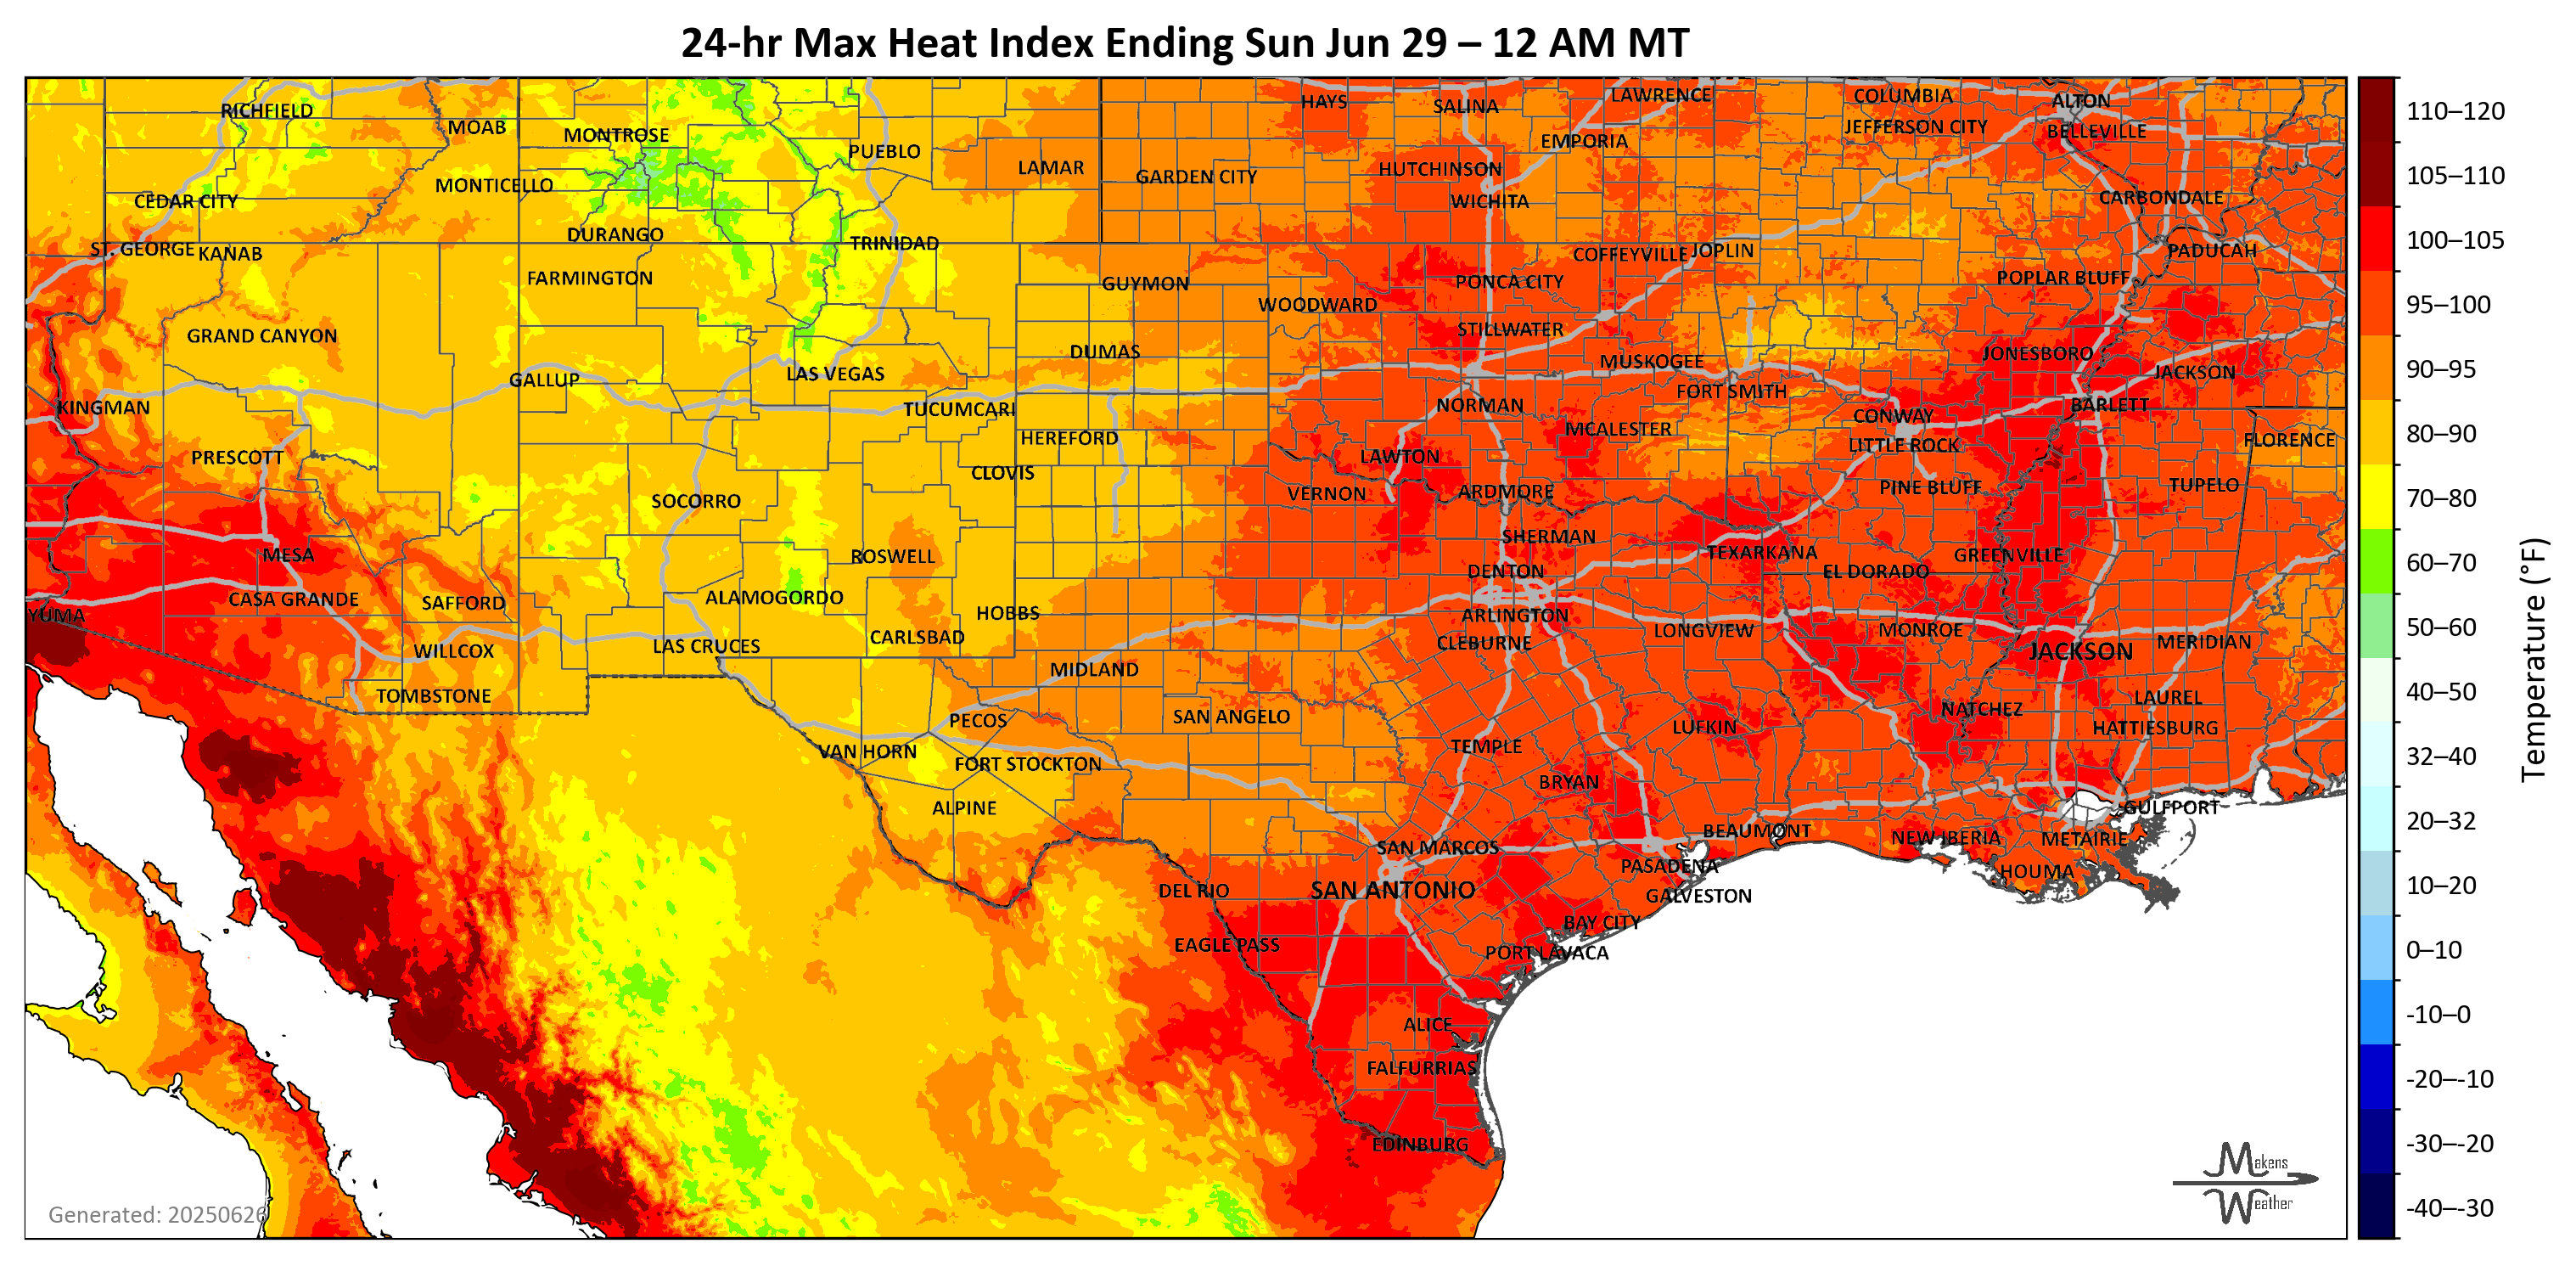 24-hr Max Heat Index Ending Sun Jun 29 – 12 AM MT
RICHFIELD
MOAB
MONTROSE
PUEBLO
LAMAR
GARDEN CITY
HAYS
SALINA
LAWRENCE
EMPORIA
COLUMBIA
JEFFERSON CITY
ALTON
BELLEVILLE
CEDAR CITY
MONTICELLO
HUTCHINSON
WICHITA
CARBONDALE
ST. GEORGE
KANAB
DURANGO
TRINIDAD
FARMINGTON
GUYMON
WOODWARD
PONCA CITY
COFFEYVILLE
JOPLIN
POPLAR BLUFF
PADUCAH
GRAND CANYON
DUMAS
STILLWATER
MUSKOGEE
JONESBORO
JACKSON
KINGMAN
GALLUP
LAS VEGAS
TUCUMCARI
NORMAN
FORT SMITH
CONWAY
BARLETT
PRESCOTT
HEREFORD
CLOVIS
LAWTON
MCALESTER
LITTLE ROCK
FLORENCE
SOCORRO
VERNON
ARDMORE
PINE BLUFF
TUPELO
MESA
ROSWELL
SHERMAN
TEXARKANA
GREENVILLE
CASA GRANDE
SAFFORD
ALAMOGORDO
HOBBS
DENTON
EL DORADO
YUMA
WILLCOX
LAS CRUCES
CARLSBAD
ARLINGTON
CLEBURNE
LONGVIEW
MONROE
JACKSON
MERIDIAN
TOMBSTONE
MIDLAND
PECOS
SAN ANGELO
LUFKIN
NATCHEZ
LAUREL
HATTIESBURG
VAN HORN
FORT STOCKTON
TEMPLE
BRYAN
ALPINE
SAN MARCOS
BEAUMONT
NEW IBERIA
METAIRIE
GULFPORT
DEL RIO
SAN ANTONIO
PASADENA
GALVESTON
HOUMA
EAGLE PASS
BAY CITY
PORT LAVACA
ALICE
FALFURRIAS
EDINBURG
Generated: 20250626
Makens
Weather
110–120
105–110
100–105
95–100
90–95
80–90
70–80
60–70
50–60
40–50
32–40
20–32
10–20
0–10
-10–0
-20–-10
-30–-20
-40–-30
Temperature (°F)